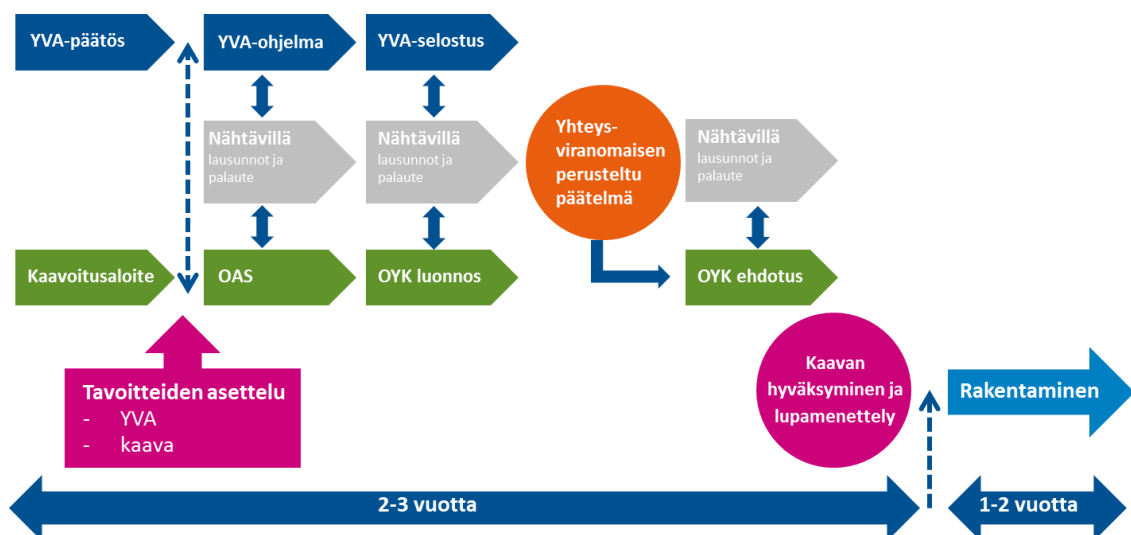 YVA-päätös
YVA-ohjelma
YVA-selostus
Nähtävillä
lausunnot ja
palaute
Nähtävillä
lausunnot ja
palaute
Yhteys-
viranomaisen
perusteltu
päätelmä
Nähtävillä
lausunnot ja
palaute
Kaavoitusaloite
OAS
OYK luonnos
OYK ehdotus
Tavoitteiden asettelu
- YVA
- kaava
Kaavan
hyväksyminen ja
lupamenettely
Rakentaminen
2-3 vuotta
1-2 vuotta